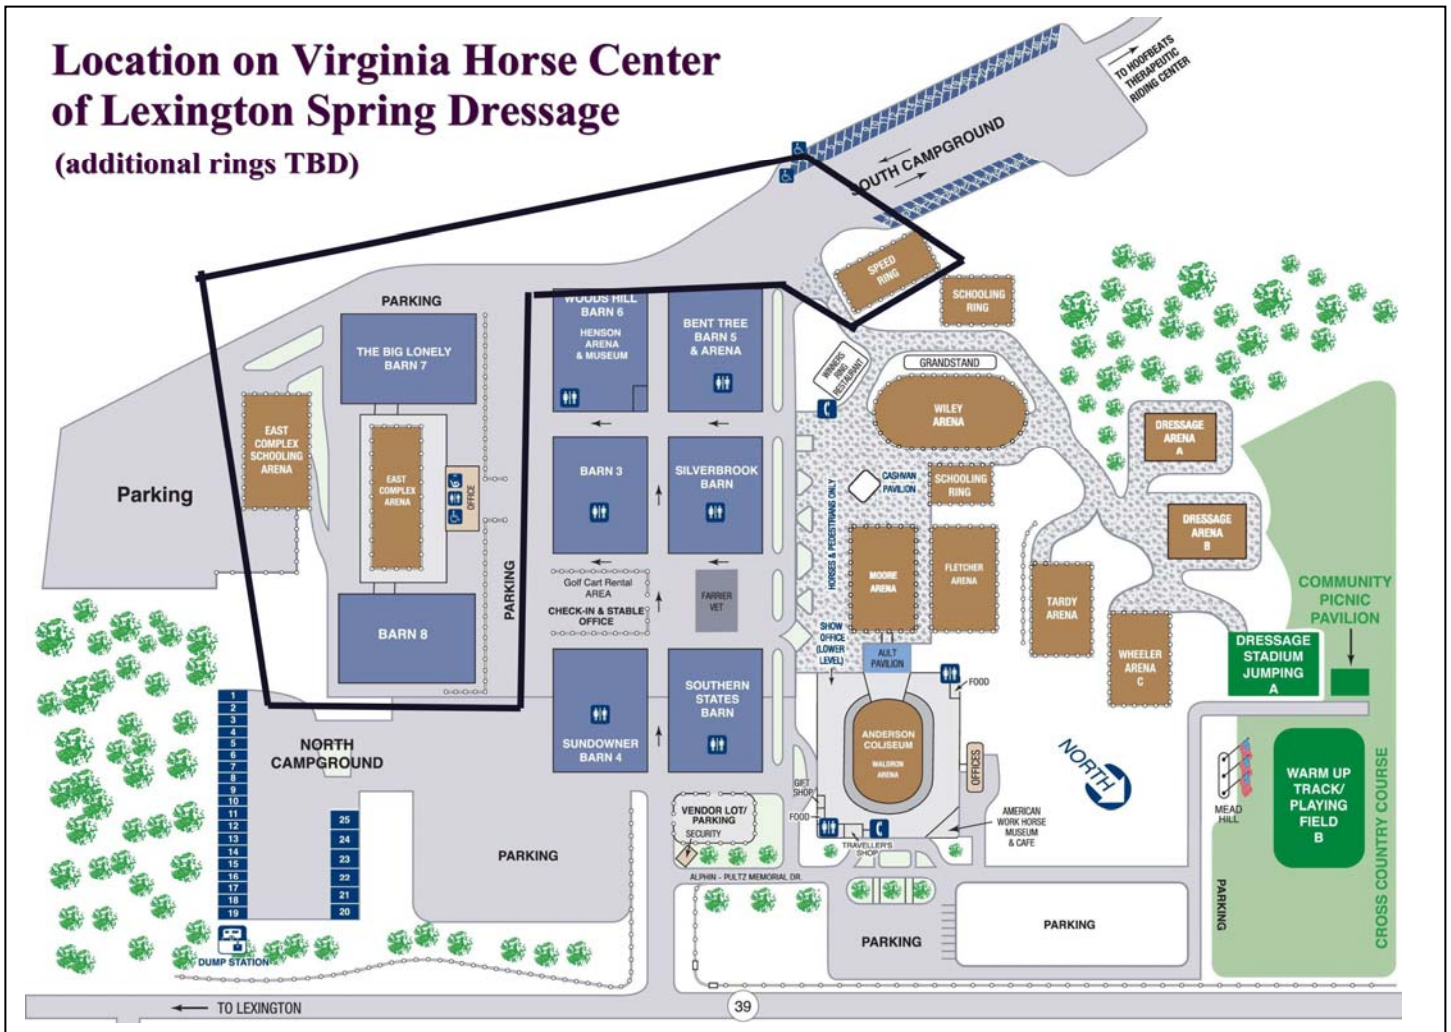 Location on Virginia Horse Center
of Lexington Spring Dressage
(additional rings TBD)
TO HOOFBEATS
THERAPEUTIC
RIDING CENTER
SOUTH CAMPGROUND
SPEED
RING
SCHOOLING
RING
PARKING
WOODS HILL
BARN 6
HENSON
ARENA
& MUSEUM
BENT TREE
BARN 5
& ARENA
THE BIG LONELY
BARN 7
WINNERS
RING
RESTAURANT
GRANDSTAND
WILEY
ARENA
EAST
COMPLEX
SCHOOLING
ARENA
EAST
COMPLEX
ARENA
OFFICE
Parking
BARN 3
SILVERBROOK
BARN
HORSES & PEDESTRIANS ONLY
CASHVAN
PAVILION
SCHOOLING
RING
DRESSAGE
ARENA
A
DRESSAGE
ARENA
B
PARKING
Golf Cart Rental
AREA
CHECK-IN & STABLE
OFFICE
FARRIER
VET
MOORE
ARENA
FLETCHER
ARENA
TARDY
ARENA
WHEELER
ARENA
C
COMMUNITY
PICNIC
PAVILION
DRESSAGE
STADIUM
JUMPING
A
BARN 8
SHOW
OFFICE
(LOWER
LEVEL)
AULT
PAVILION
FOOD
SOUTHERN
STATES
BARN
SUNDOWNER
BARN 4
ANDERSON
COLISEUM
WALDRON
ARENA
OFFICES
NORTH
1
2
3
4
5
6
7
8
9
10
11
12
13
14
15
16
17
18
19
NORTH
CAMPGROUND
25
24
23
22
21
20
DUMP STATION
PARKING
VENDOR LOT/
PARKING
SECURITY
GIFT
SHOP
FOOD
TRAVELLER'S
SHOP
AMERICAN
WORK HORSE
MUSEUM
& CAFE
MEAD
HILL
WARM UP
TRACK/
PLAYING
FIELD
B
CROSS COUNTRY COURSE
PARKING
ALPHIN - PULTZ MEMORIAL DR.
PARKING
PARKING
TO LEXINGTON
39